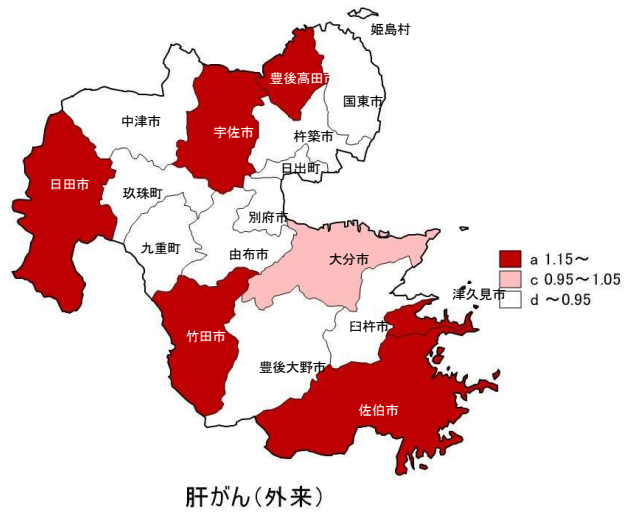 姫島村
豊後高田市
国東市
中津市
宇佐市
杵築市
日出町
日田市
玖珠町
別府市
九重町
由布市
大分市
a 1.15～
c 0.95～1.05
d ～0.95
津久見市
臼杵市
竹田市
豊後大野市
佐伯市
肝がん(外来)